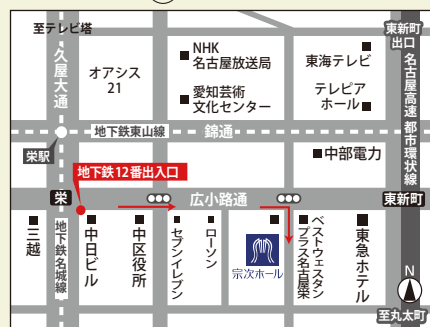 至テレビ塔
久屋大通
オアシス
21
NHK
名古屋放送局
愛知芸術
文化センター
東海テレビ
テレピア
ホール
東新町
出口
名古屋高速 都市環状線
地下鉄東山線
錦通
栄駅
中部電力
地下鉄12番出入口
栄
広小路通
東新町
三越
地下鉄名城線
中日ビル
中区役所
セブンイレブン
ローソン
宗次ホール
ベストウェスタン
プラス名古屋栄
東急ホテル
N
至丸太町